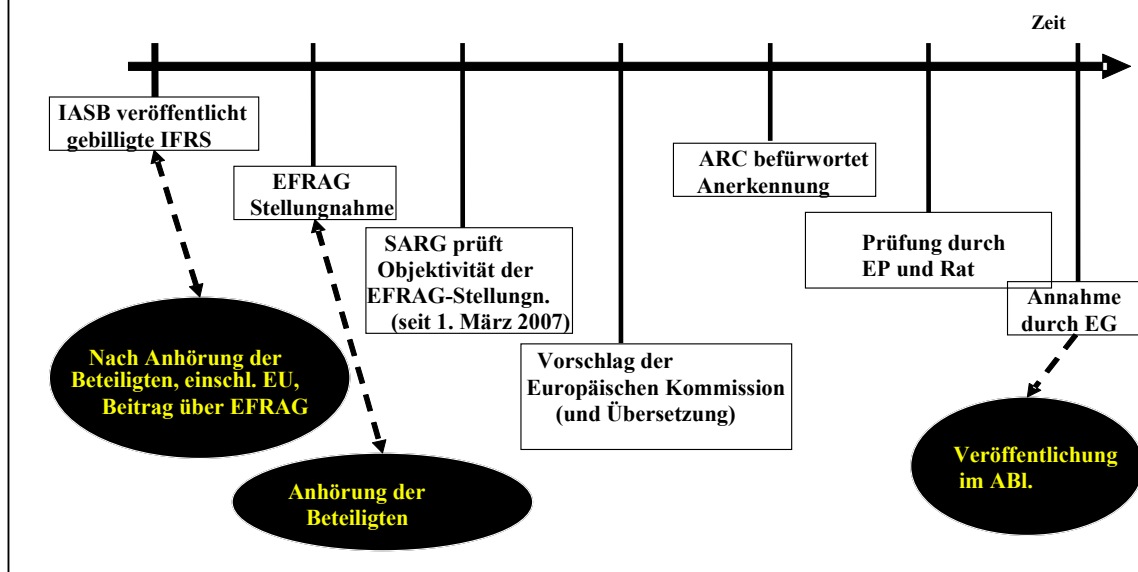 Zeit
IASB veröffentlicht
gebilligte IFRS
EFRAG
Stellungnahme
SARG prüft
Objektivität der
EFRAG-Stellungn.
(seit 1. März 2007)
Vorschlag der
Europäischen Kommission
(und Übersetzung)
ARC befürwortet
Anerkennung
Prüfung durch
EP und Rat
Annahme
durch EG
Nach Anhörung der
Beteiligten, einschl. EU,
Beitrag über EFRAG
Anhörung der
Beteiligten
Veröffentlichung
im ABl.